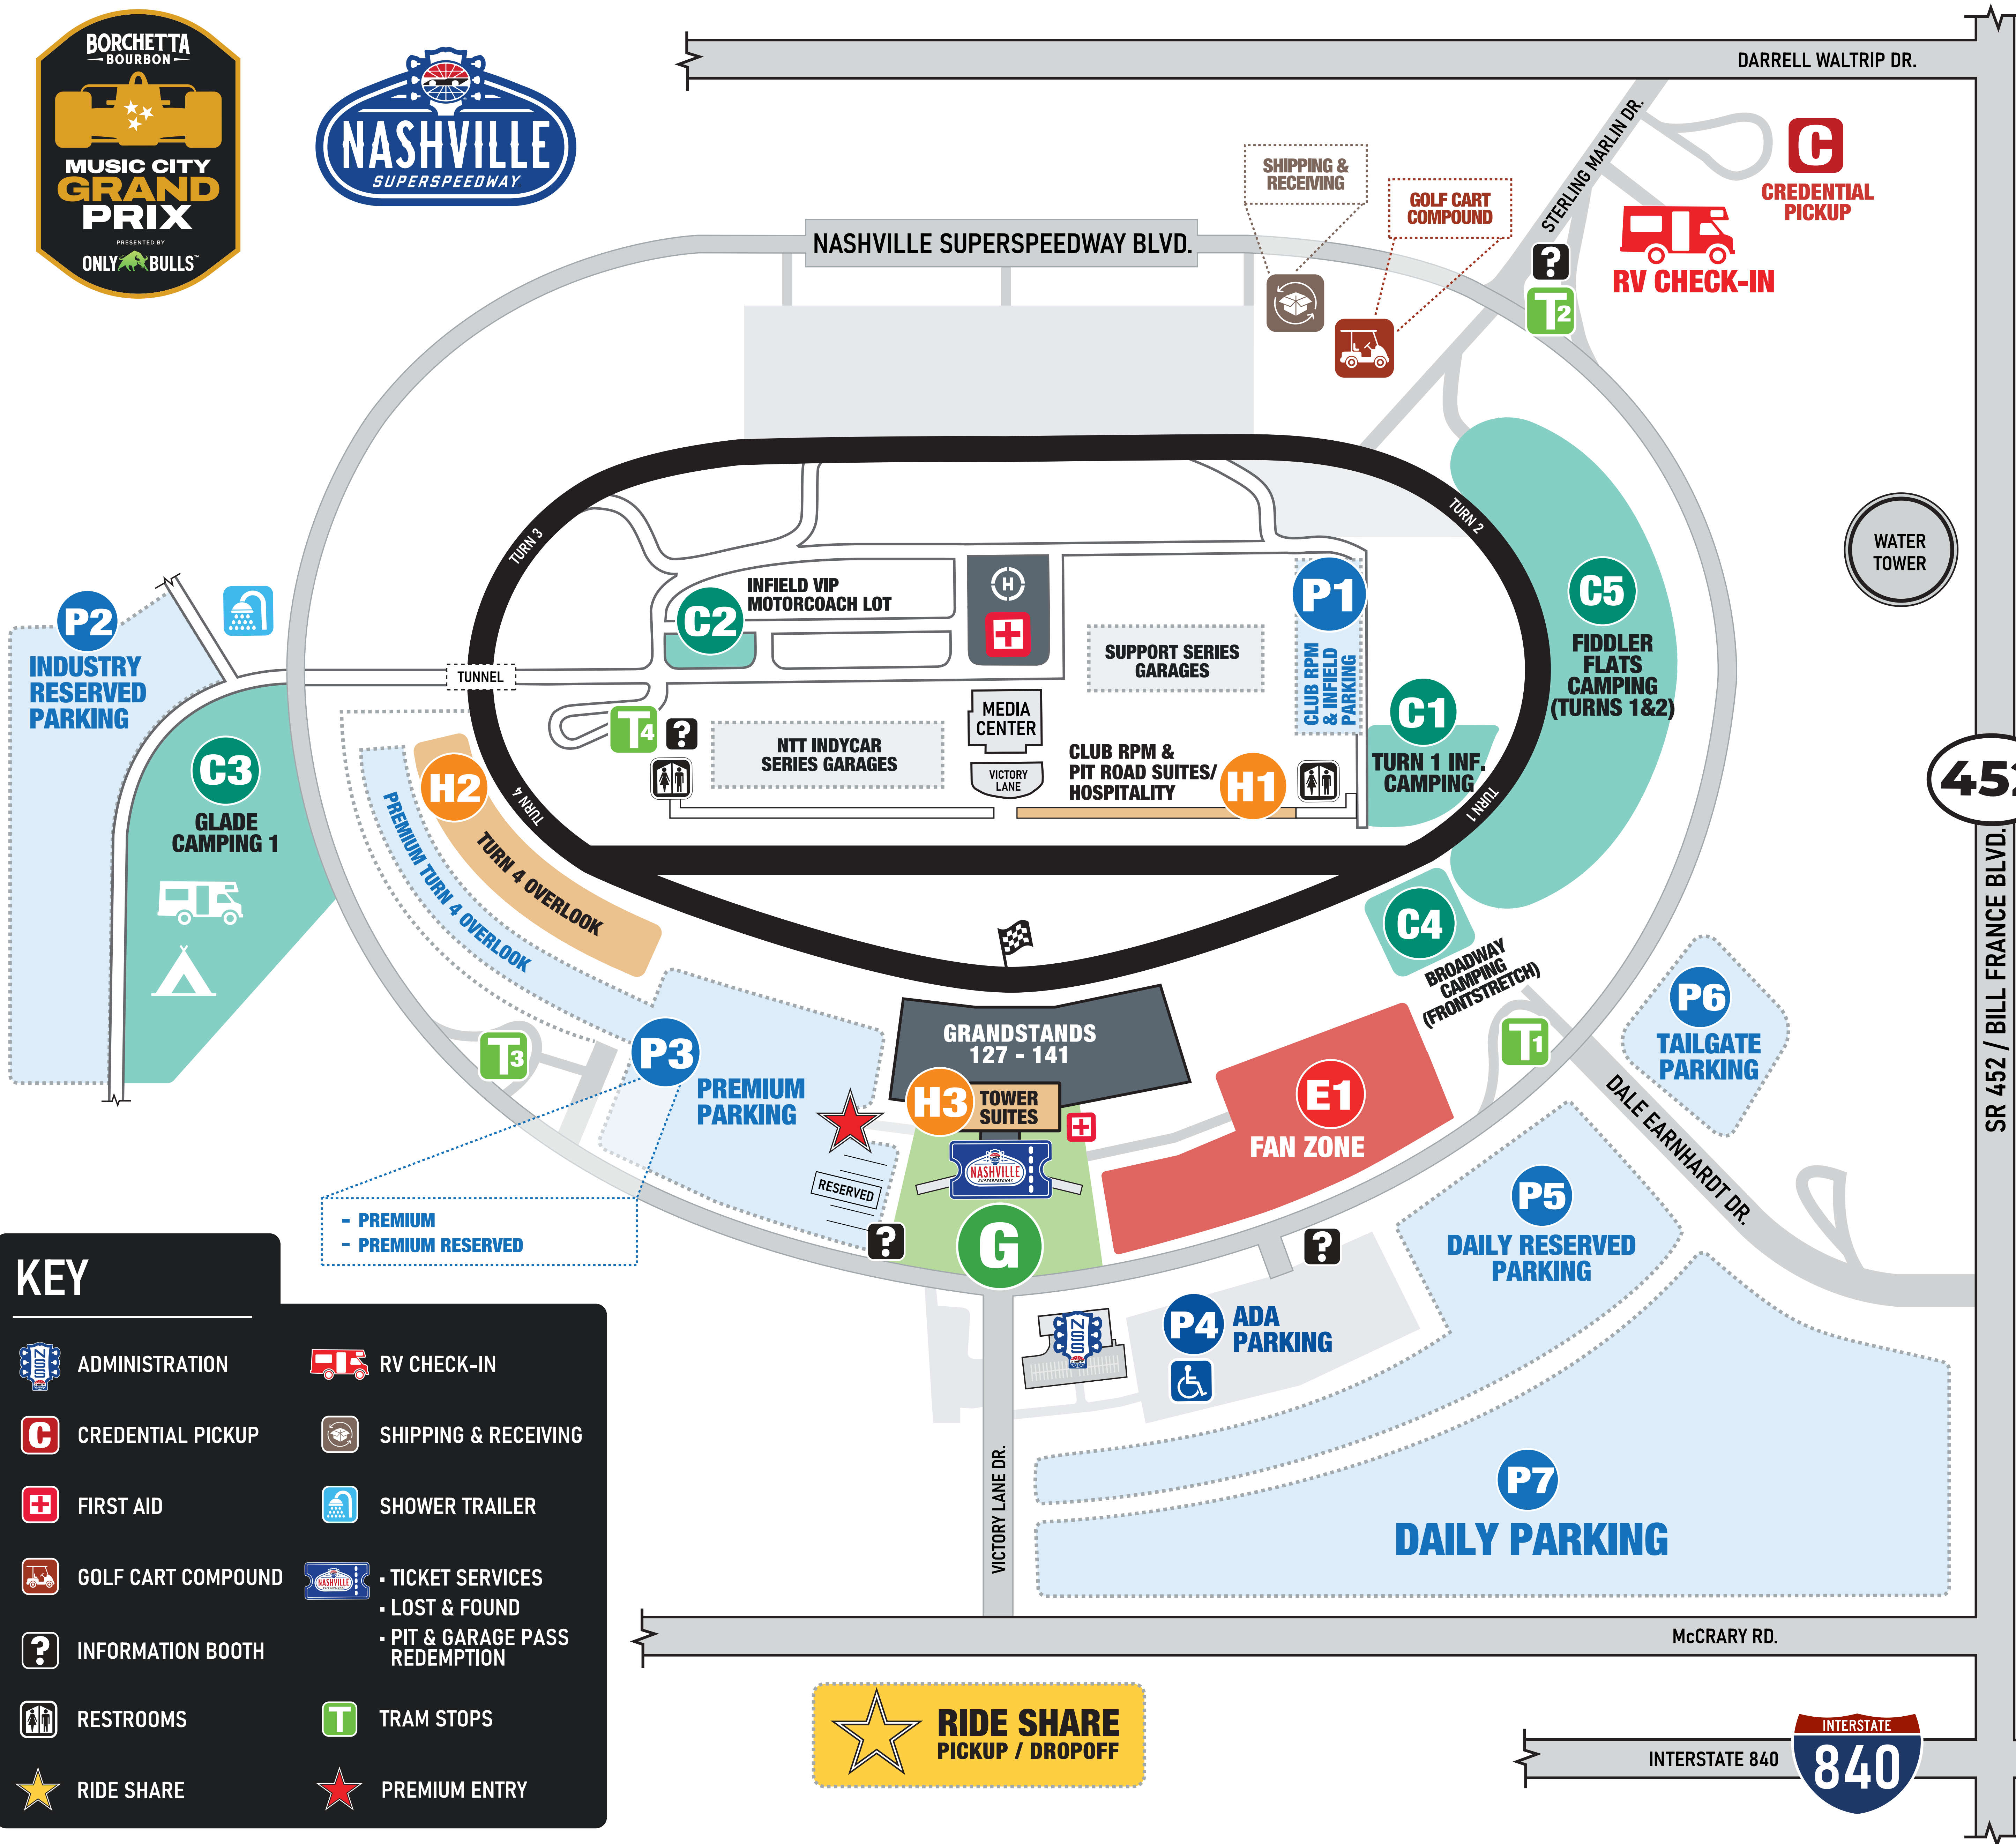 BORCHETTA
BOURBON
MUSIC CITY
GRAND
PRIX
PRESENTED BY
ONLY BULLS™
NASHVILLE
SUPERSPEEDWAY
DARRELL WALTRIP DR.
STERLING MARLIN DR.
C
CREDENTIAL
PICKUP
SHIPPING &
RECEIVING
GOLF CART
COMPOUND
NASHVILLE SUPERSPEEDWAY BLVD.
?
RV CHECK-IN
T2
TURN 3
TURN 2
WATER
TOWER
P2
INDUSTRY
RESERVED
PARKING
TUNNEL
C2
INFIELD VIP
MOTORCOACH LOT
H
P1
CLUB RPM
& INFIELD
PARKING
SUPPORT SERIES
GARAGES
C5
FIDDLER
FLATS
CAMPING
(TURNS 1&2)
T4
?
NTT INDYCAR
SERIES GARAGES
MEDIA
CENTER
VICTORY
LANE
CLUB RPM &
PIT ROAD SUITES/
HOSPITALITY
H1
C1
TURN 1 INF.
CAMPING
TURN 1
C3
GLADE
CAMPING 1
H2
TURN 4
TURN 4 OVERLOOK
PREMIUM TURN 4 OVERLOOK
452
SR 452 / BILL FRANCE BLVD.
C4
BROADWAY
CAMPING
(FRONTSTRETCH)
T3
P3
PREMIUM
PARKING
GRANDSTANDS
127 - 141
H3
TOWER
SUITES
NASHVILLE
SUPERSPEEDWAY
E1
FAN ZONE
T1
P6
TAILGATE
PARKING
DALE EARNHARDT DR.
RESERVED
- PREMIUM
- PREMIUM RESERVED
?
G
?
P5
DAILY RESERVED
PARKING
NSS
P4
ADA
PARKING
VICTORY LANE DR.
P7
DAILY PARKING
McCRARY RD.
RIDE SHARE
PICKUP / DROPOFF
INTERSTATE 840
INTERSTATE
840
KEY
NSS
ADMINISTRATION
C
CREDENTIAL PICKUP
FIRST AID
GOLF CART COMPOUND
?
INFORMATION BOOTH
RESTROOMS
RIDE SHARE
RV CHECK-IN
SHIPPING & RECEIVING
SHOWER TRAILER
NASHVILLE
SUPERSPEEDWAY
· TICKET SERVICES
· LOST & FOUND
· PIT & GARAGE PASS
REDEMPTION
T
TRAM STOPS
PREMIUM ENTRY